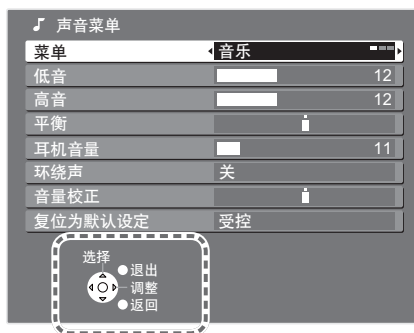 声音菜单
菜单 音乐
低音 12
高音 12
平衡
耳机音量 11
环绕声 关
音量校正
复位为默认设定 受控
选择
退出
调整
返回